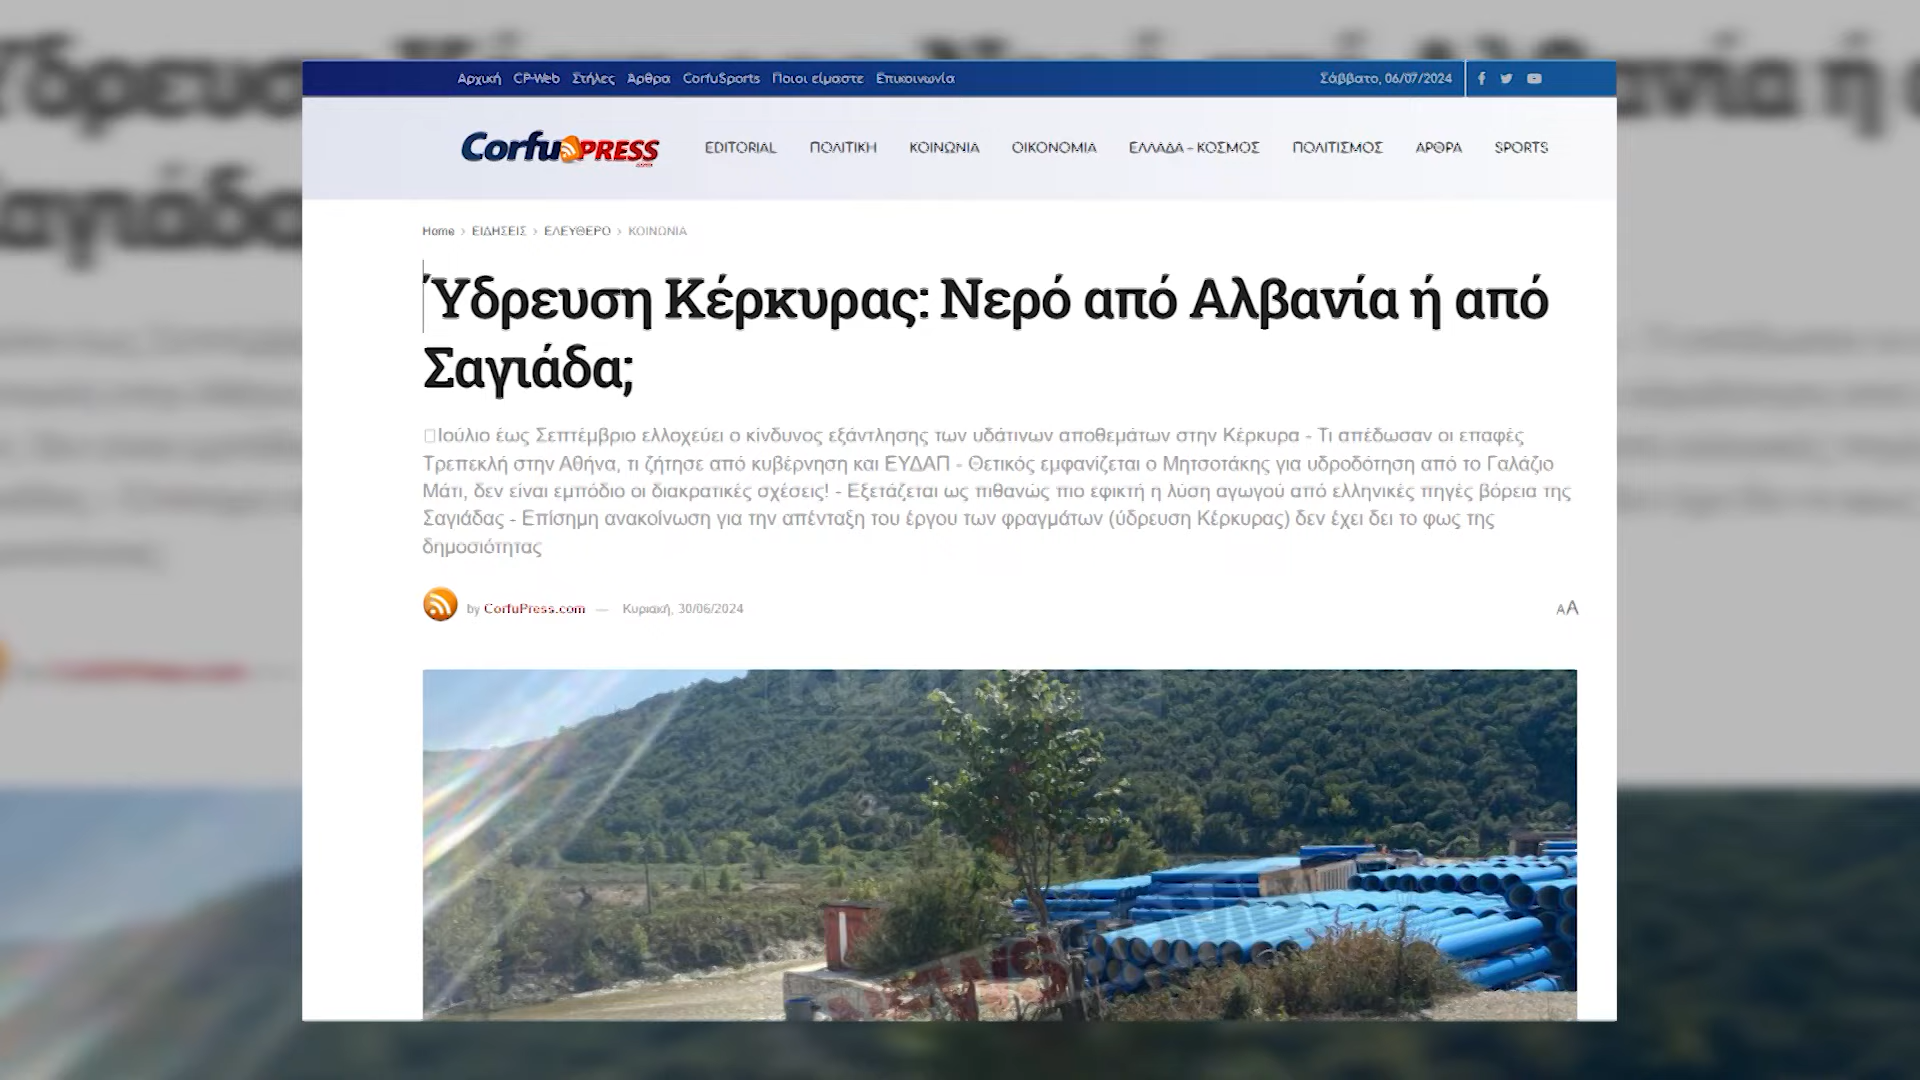 Αρχική CP-Web Στήλες Άρθρα CorfuSports Ποιοι είμαστε Επικοινωνία Σάββατο, 06/07/2024
CorfuPRESS.com EDITORIAL ΠΟΛΙΤΙΚΗ ΚΟΙΝΩΝΙΑ ΟΙΚΟΝΟΜΙΑ ΕΛΛΑΔΑ – ΚΟΣΜΟΣ ΠΟΛΙΤΙΣΜΟΣ ΑΡΘΡΑ SPORTS
Home > ΕΙΔΗΣΕΙΣ > ΕΛΕΥΘΕΡΟ > ΚΟΙΝΩΝΙΑ
Ύδρευση Κέρκυρας: Νερό από Αλβανία ή από
Σαγιάδα;
Ιούλιο έως Σεπτέμβριο ελλοχεύει ο κίνδυνος εξάντλησης των υδάτινων αποθεμάτων στην Κέρκυρα - Τι απέδωσαν οι επαφές
Τρεπεκλή στην Αθήνα, τι ζήτησε από κυβέρνηση και ΕΥΔΑΠ - Θετικός εμφανίζεται ο Μητσοτάκης για υδροδότηση από το Γαλάζιο
Μάτι, δεν είναι εμπόδιο οι διακρατικές σχέσεις! - Εξετάζεται ως πιθανώς πιο εφικτή η λύση αγωγού από ελληνικές πηγές βόρεια της
Σαγιάδας - Επίσημη ανακοίνωση για την απένταξη του έργου των φραγμάτων (ύδρευση Κέρκυρας) δεν έχει δει το φως της
δημοσιότητας
by CorfuPress.com — Κυριακή, 30/06/2024 AA
NEWS